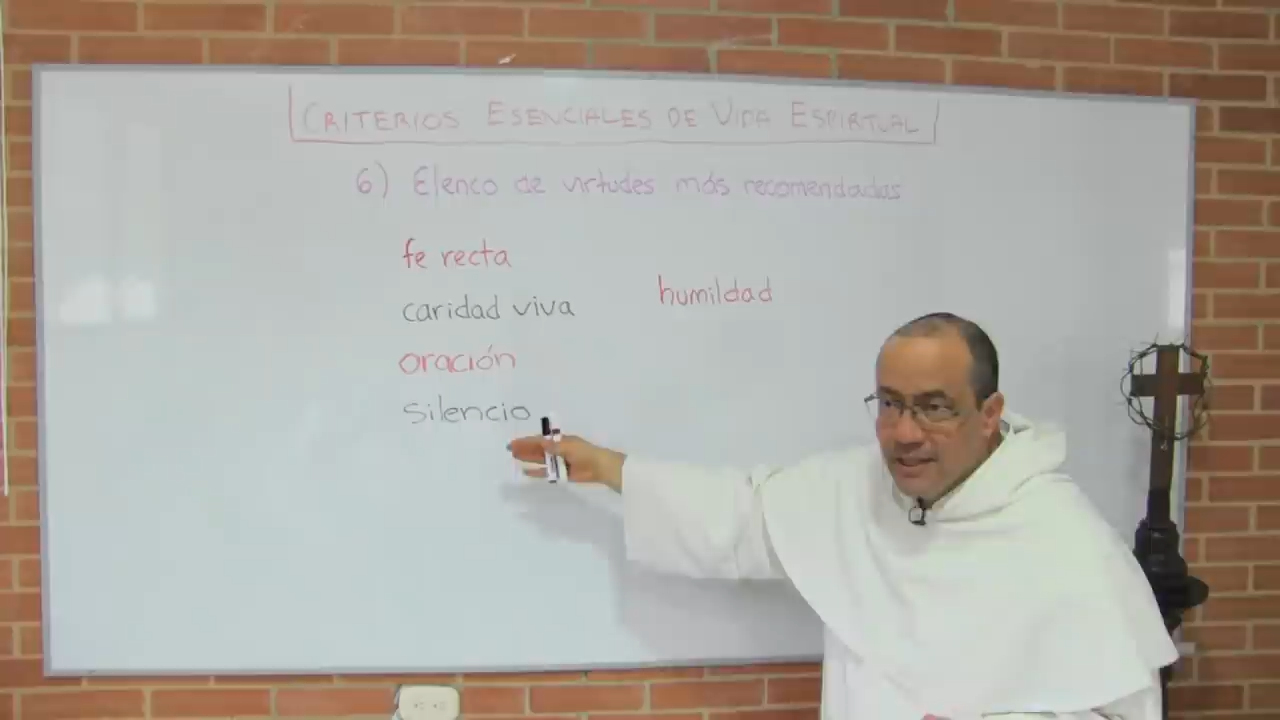 CRITERIOS ESENCIALES DE VIDA ESPIRTUAL
6) Elenco de virtudes más recomendadas
fe recta
caridad viva
humildad
oración
silencio